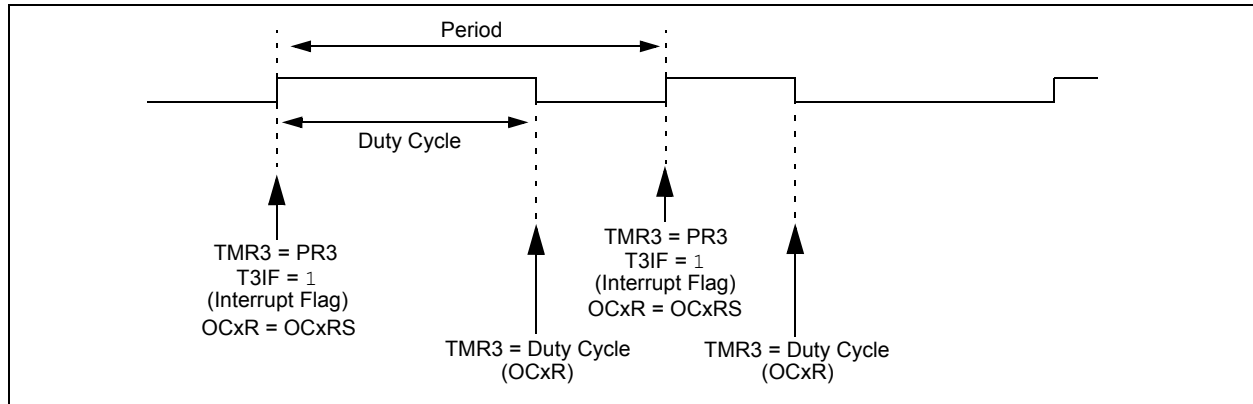 Period
Duty Cycle
TMR3 = PR3
T3IF = 1
(Interrupt Flag)
OCxR = OCxRS
TMR3 = Duty Cycle
(OCxR)
TMR3 = PR3
T3IF = 1
(Interrupt Flag)
OCxR = OCxRS
TMR3 = Duty Cycle
(OCxR)